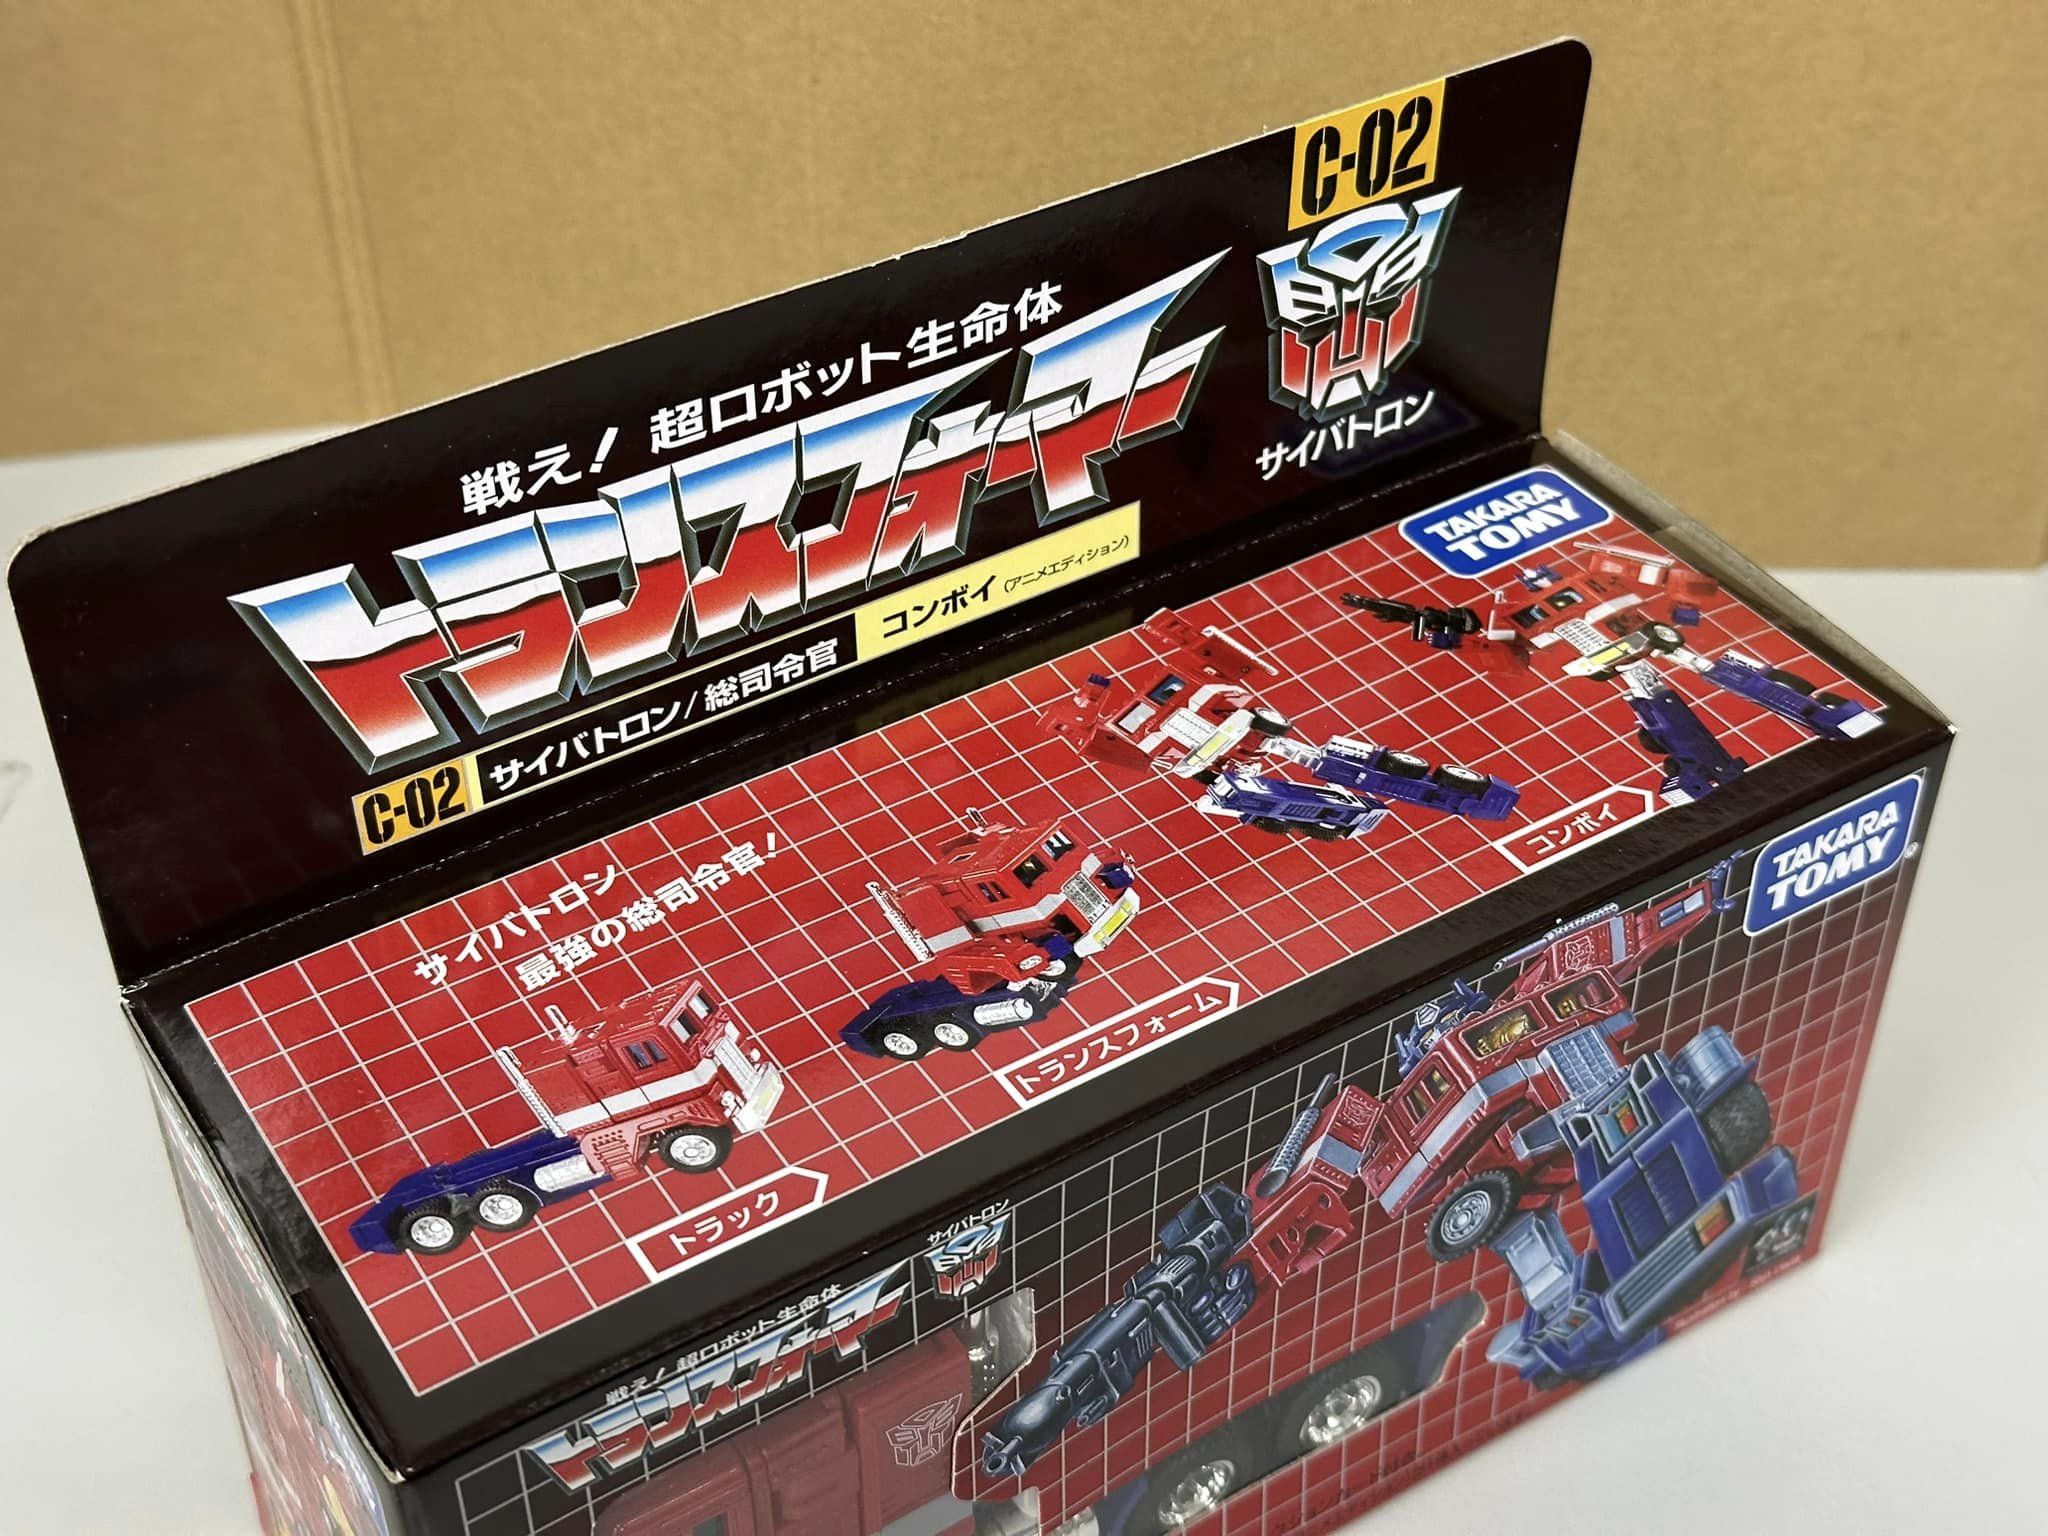 C-02
戦え！超ロボット生命体
トランスフォーマー
サイバトロン
C-02 サイバトロン/総司令官 コンボイ (アニメエディション)
TAKARA
TOMY
サイバトロン
最強の総司令官！
コンボイ
トランスフォーム
トラック
TAKARA
TOMY
サイバトロン
戦え！超ロボット生命体
トランスフォーマー